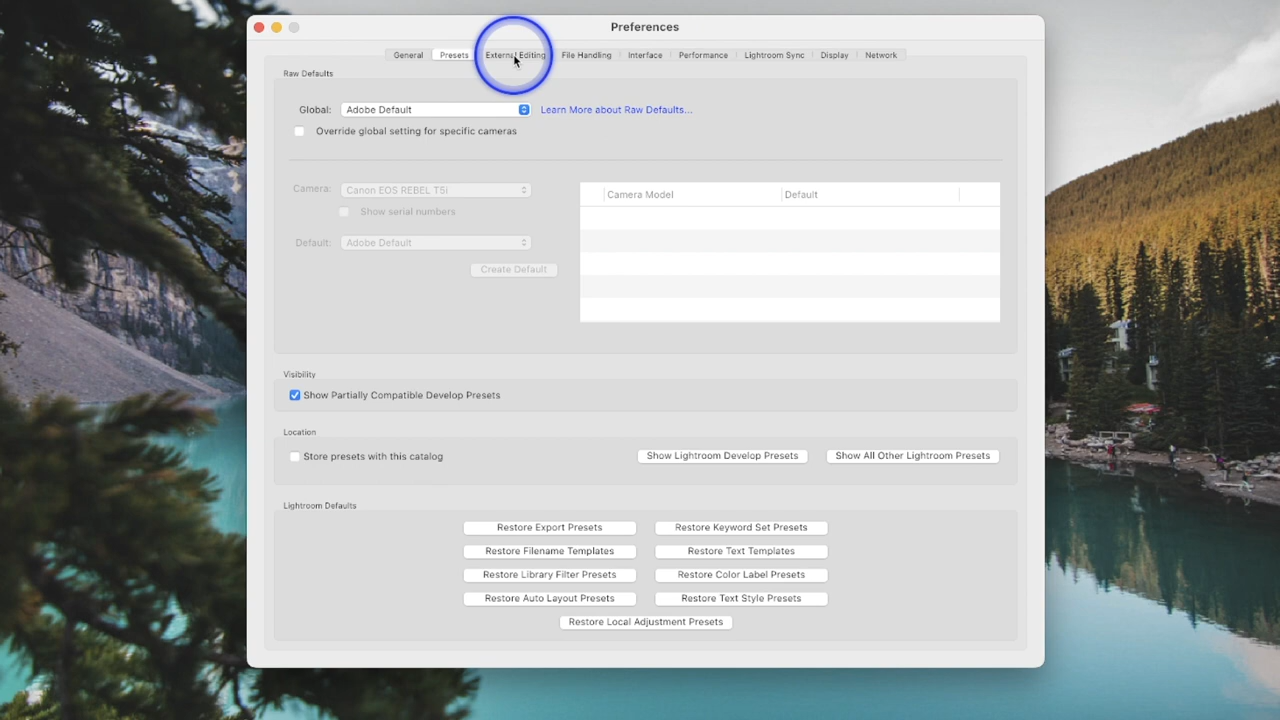 Preferences
General Presets External Editing File Handling Interface Performance Lightroom Sync Display Network
Raw Defaults
Global: Adobe Default Learn More about Raw Defaults...
Override global setting for specific cameras
Camera: Canon EOS REBEL T5i
Camera Model Default
Show serial numbers
Default: Adobe Default
Create Default
Visibility
Show Partially Compatible Develop Presets
Location
Store presets with this catalog Show Lightroom Develop Presets Show All Other Lightroom Presets
Lightroom Defaults
Restore Export Presets Restore Keyword Set Presets
Restore Filename Templates Restore Text Templates
Restore Library Filter Presets Restore Color Label Presets
Restore Auto Layout Presets Restore Text Style Presets
Restore Local Adjustment Presets